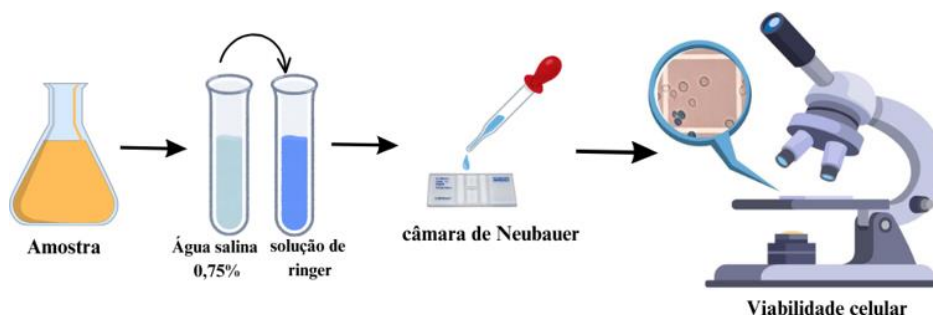 Amostra
Água salina
0,75%
solução de
ringer
câmara de Neubauer
Viabilidade celular